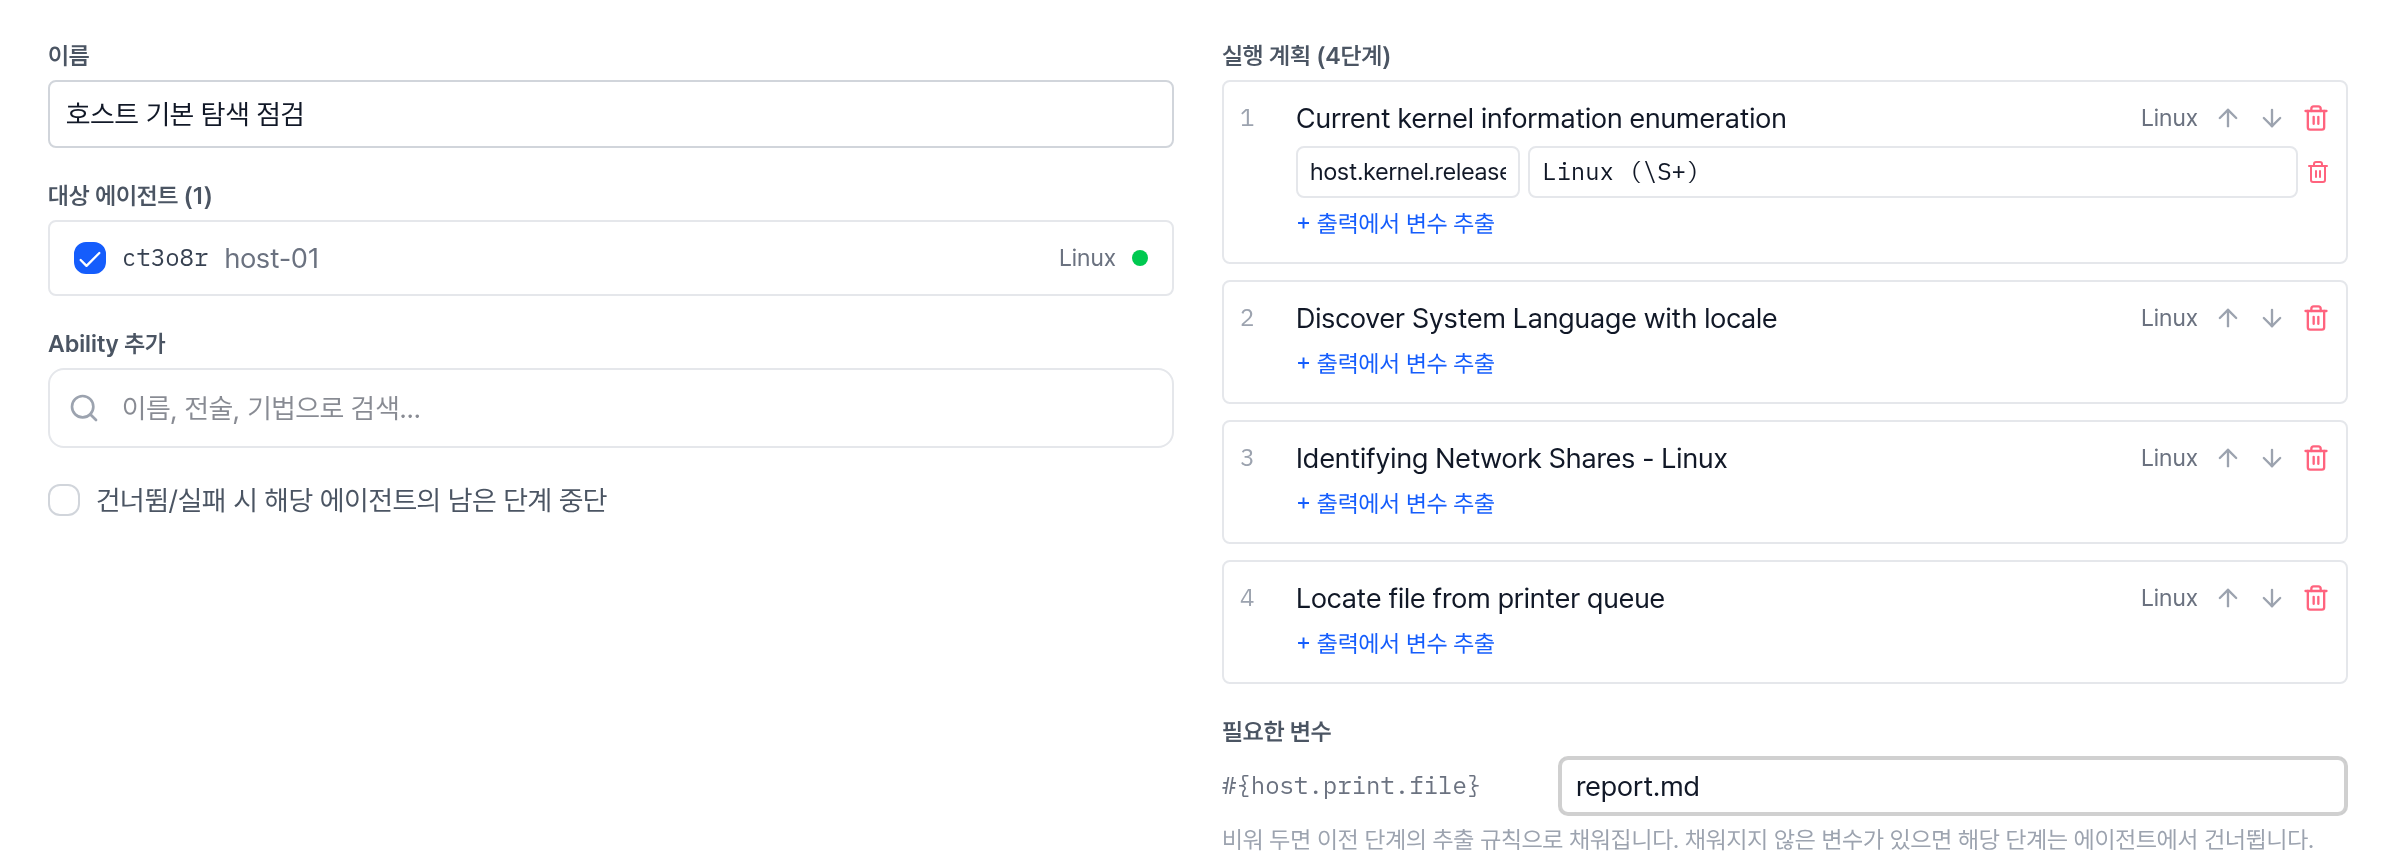 이름
호스트 기본 탐색 점검
대상 에이전트 (1)
ct3o8r host-01 Linux
Ability 추가
이름, 전술, 기법으로 검색...
건너뜀/실패 시 해당 에이전트의 남은 단계 중단
실행 계획 (4단계)
1 Current kernel information enumeration Linux
host.kernel.release Linux (\S+)
+ 출력에서 변수 추출
2 Discover System Language with locale Linux
+ 출력에서 변수 추출
3 Identifying Network Shares - Linux Linux
+ 출력에서 변수 추출
4 Locate file from printer queue Linux
+ 출력에서 변수 추출
필요한 변수
#{host.print.file} report.md
비워 두면 이전 단계의 추출 규칙으로 채워집니다. 채워지지 않은 변수가 있으면 해당 단계는 에이전트에서 건너뜁니다.